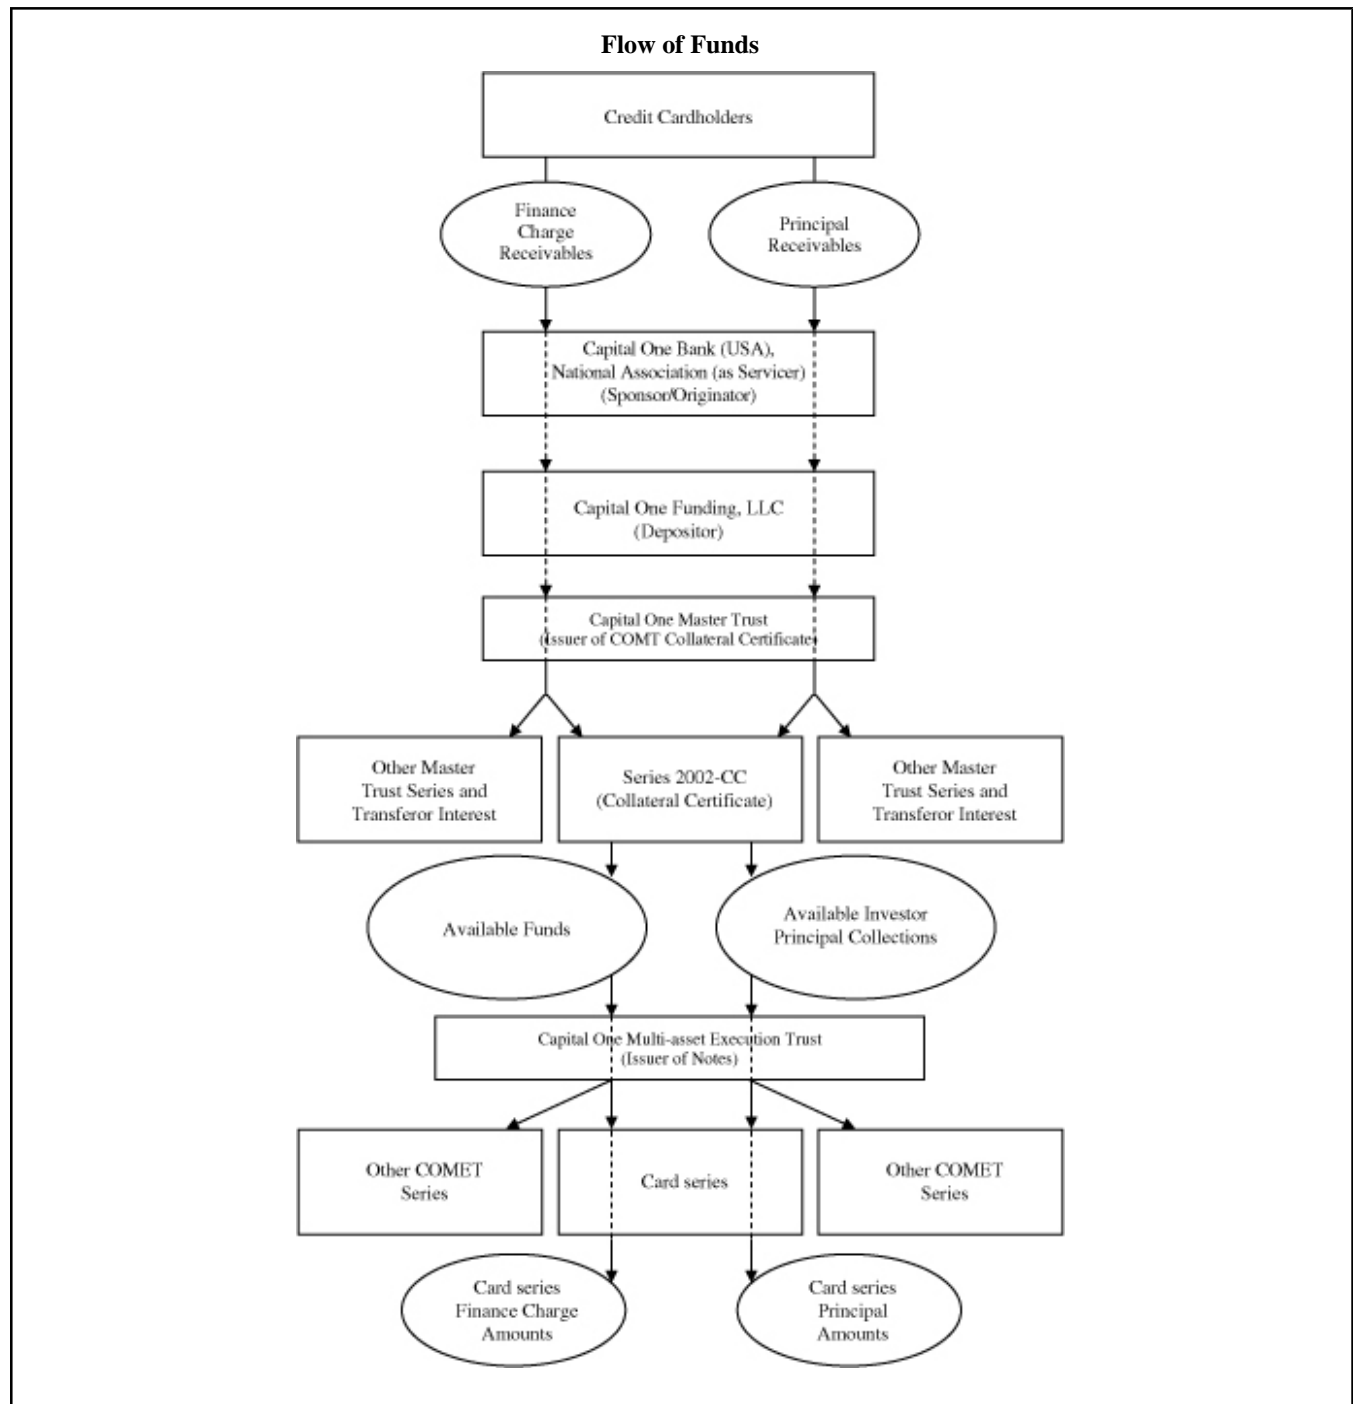 Flow of Funds
Credit Cardholders
Finance
Charge
Receivables
Principal
Receivables
Capital One Bank (USA),
National Association (as Servicer)
(Sponsor/Originator)
Capital One Funding, LLC
(Depositor)
Capital One Master Trust
(Issuer of COMT Collateral Certificate)
Other Master
Trust Series and
Transferor Interest
Series 2002-CC
(Collateral Certificate)
Other Master
Trust Series and
Transferor Interest
Available Funds
Available Investor
Principal Collections
Capital One Multi-asset Execution Trust
(Issuer of Notes)
Other COMET
Series
Card series
Other COMET
Series
Card series
Finance Charge
Amounts
Card series
Principal
Amounts